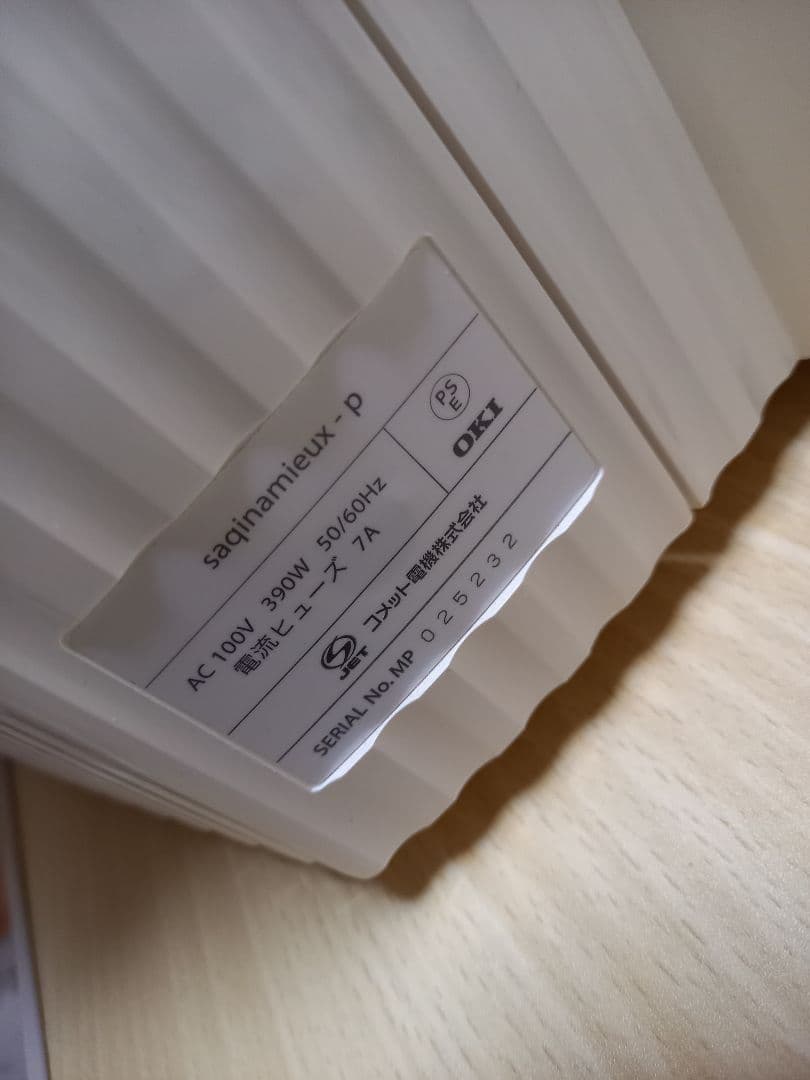 saqinamieux - p
AC 100V 390W 50/60Hz
電流ヒューズ 7A
PSE
OKI
JET コメット電機株式会社
SERIAL No. MP 025232